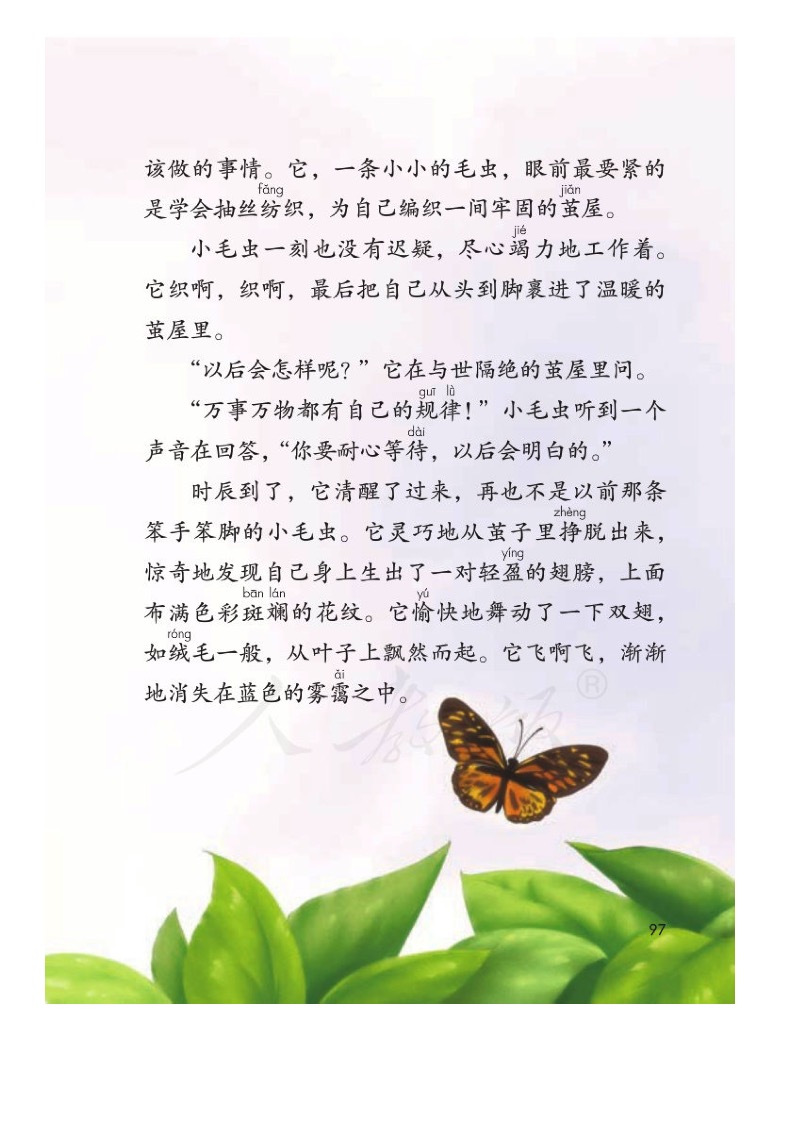 该做的事情。它，一条小小的毛虫，眼前最要紧的
fǎng jiǎn
是学会抽丝纺织，为自己编织一间牢固的茧屋。
jié
小毛虫一刻也没有迟疑，尽心竭力地工作着。
它织啊，织啊，最后把自己从头到脚裹进了温暖的
茧屋里。
“以后会怎样呢？”它在与世隔绝的茧屋里问。
guī lǜ
“万事万物都有自己的规律！”小毛虫听到一个
dài
声音在回答，“你要耐心等待，以后会明白的。”
时辰到了，它清醒了过来，再也不是以前那条
zhèng
笨手笨脚的小毛虫。它灵巧地从茧子里挣脱出来，
yíng
惊奇地发现自己身上生出了一对轻盈的翅膀，上面
bān lán yú
布满色彩斑斓的花纹。它愉快地舞动了一下双翅，
róng
如绒毛一般，从叶子上飘然而起。它飞啊飞，渐渐
ǎi
地消失在蓝色的雾霭之中。
人教版®
97